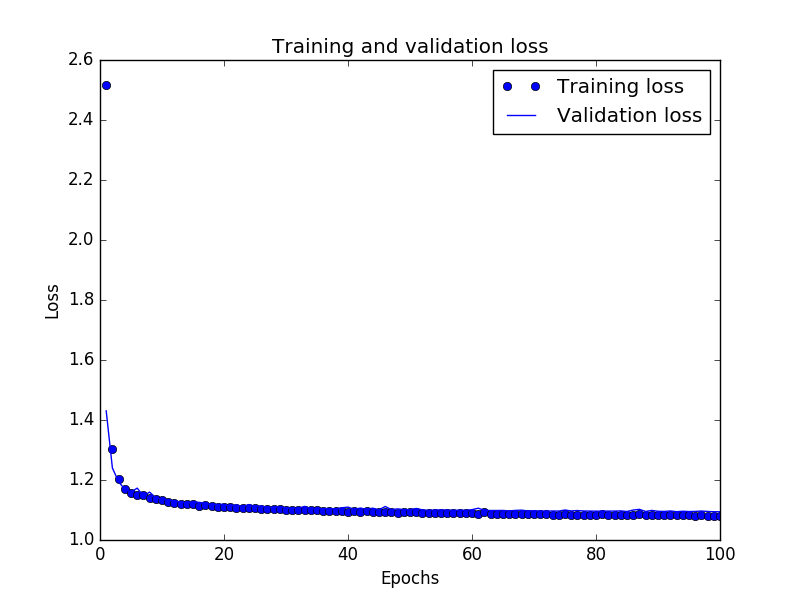 Training and validation loss
2.6
2.4
2.2
2.0
1.8
1.6
1.4
1.2
1.0
Loss
Training loss
Validation loss
0 20 40 60 80 100
Epochs